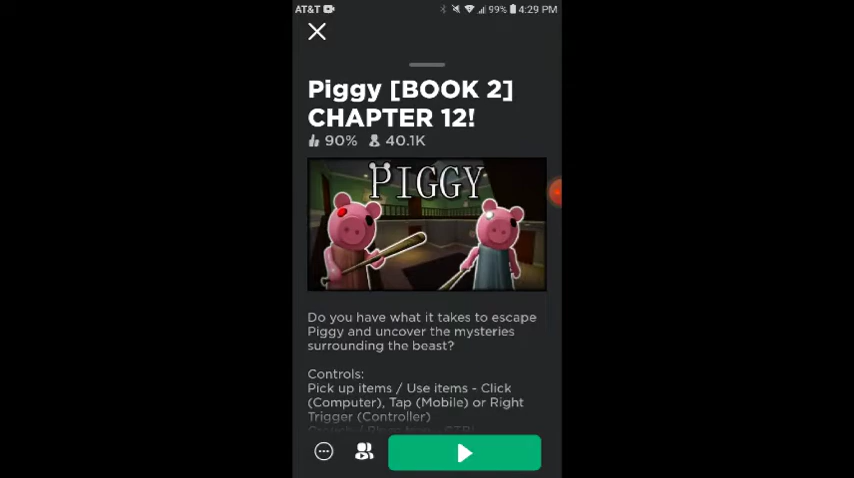 AT&T 99% 4:29 PM
Piggy [BOOK 2]
CHAPTER 12!
90% 40.1K
PIGGY
Do you have what it takes to escape
Piggy and uncover the mysteries
surrounding the beast?
Controls:
Pick up items / Use items - Click
(Computer), Tap (Mobile) or Right
Trigger (Controller)